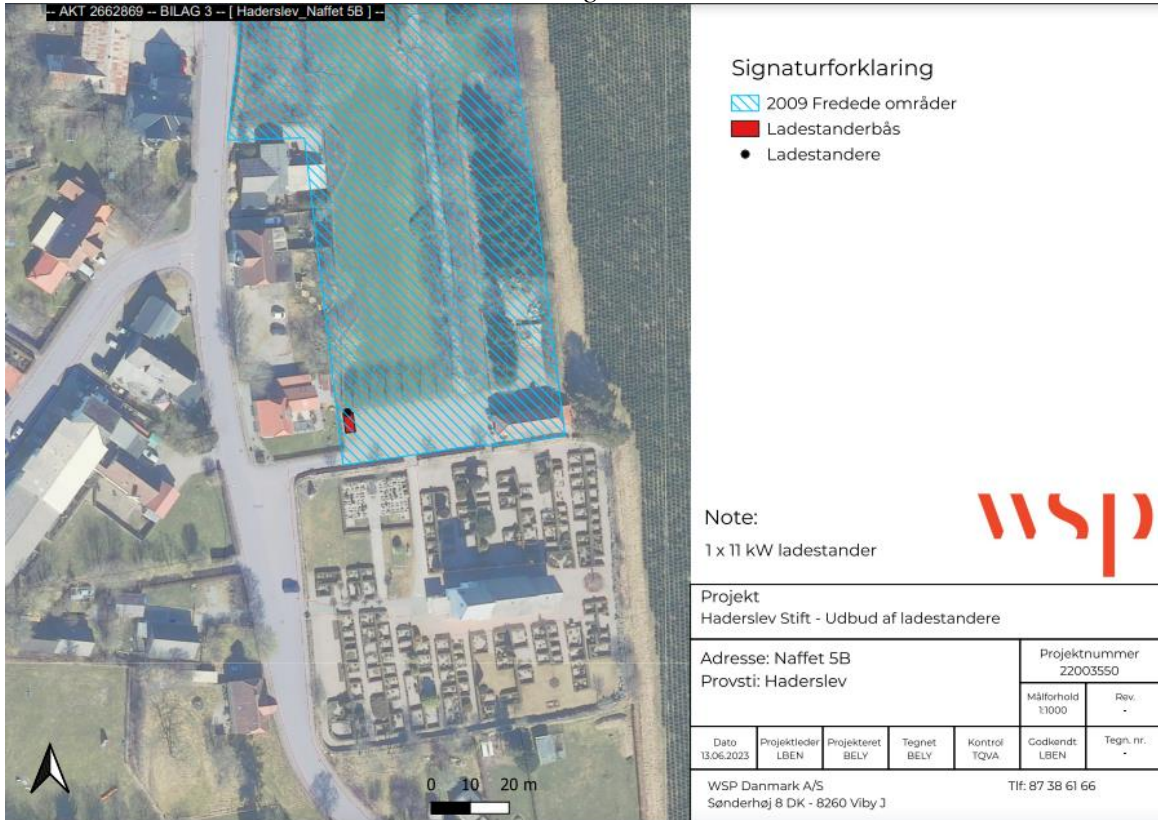 -- AKT 2662869 -- BILAG 3 -- [ Haderslev_Naffet 5B ] --
Signaturforklaring
2009 Fredede områder
Ladestanderbås
Ladestandere
Note:
1 x 11 kW ladestander
wsp
Projekt
Haderslev Stift - Udbud af ladestandere
Adresse: Naffet 5B
Provsti: Haderslev
Projektnummer
22003550
Målforhold
1:1000
Rev.
-
Dato
13.06.2023
Projektleder
LBEN
Projekteret
BELY
Tegnet
BELY
Kontrol
TQVA
Godkendt
LBEN
Tegn. nr.
-
WSP Danmark A/S
Sønderhøj 8 DK - 8260 Viby J
Tlf: 87 38 61 66
0 10 20 m